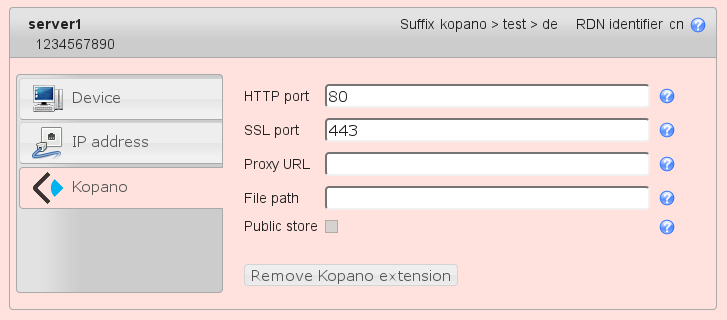 server1
Suffix kopano > test > de RDN identifier cn ?
1234567890
Device
IP address
Kopano
HTTP port 80 ?
SSL port 443 ?
Proxy URL ?
File path ?
Public store ?
Remove Kopano extension